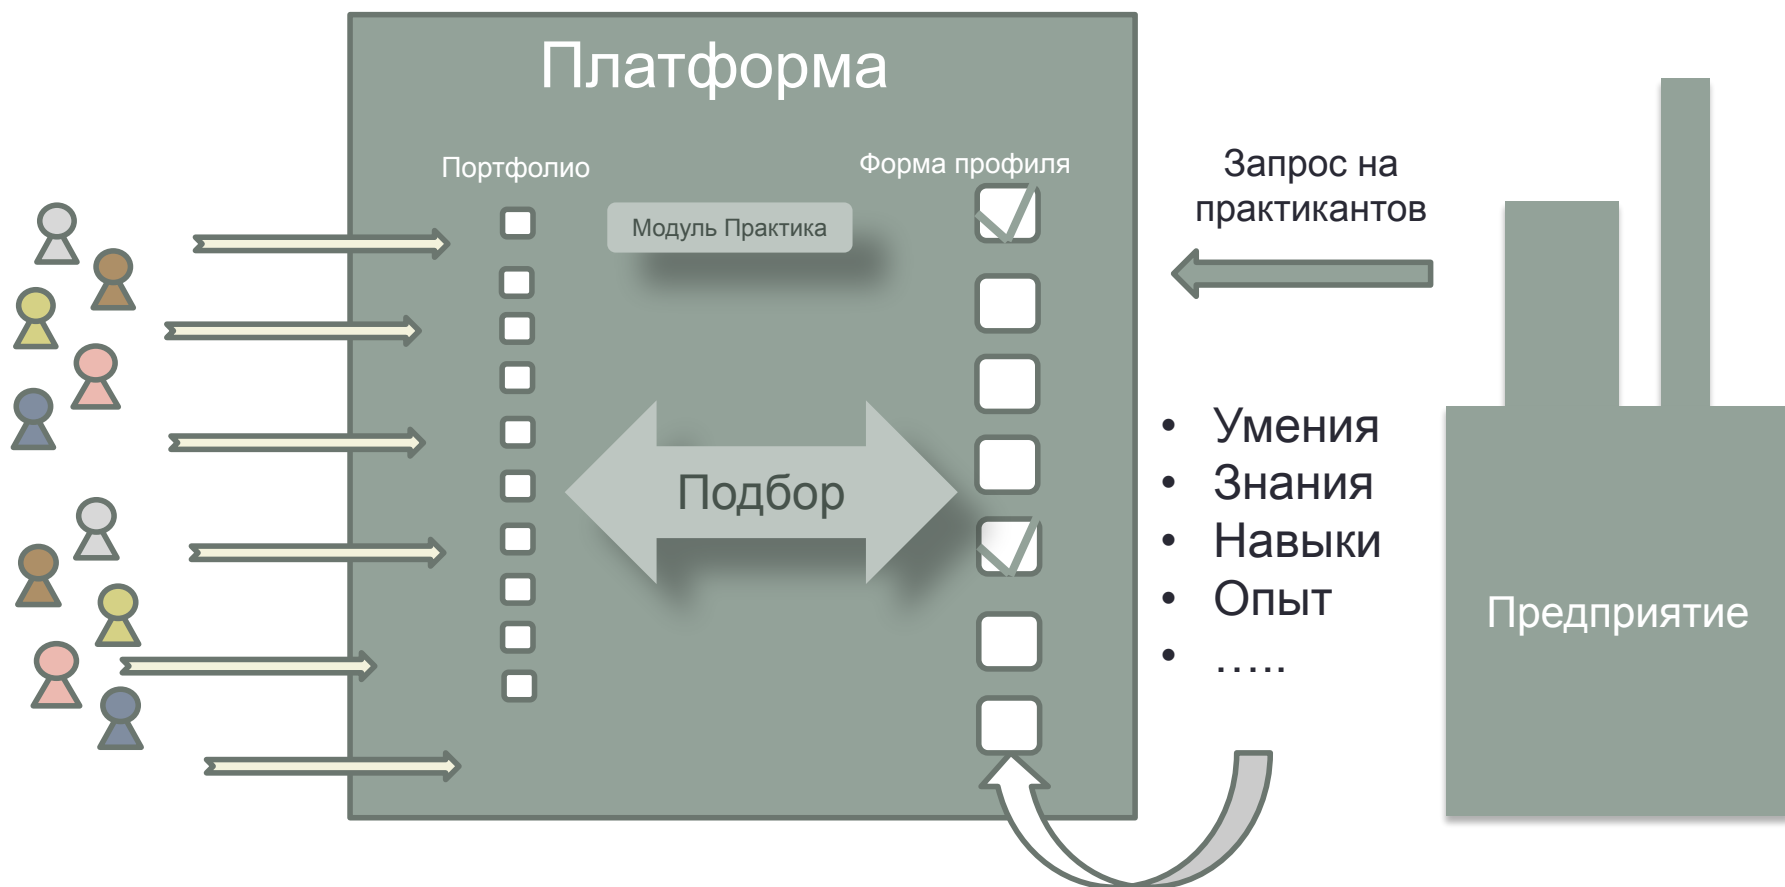 Платформа
Портфолио
Форма профиля
Модуль Практика
Подбор
Запрос на
практикантов
• Умения
• Знания
• Навыки
• Опыт
• …..
Предприятие